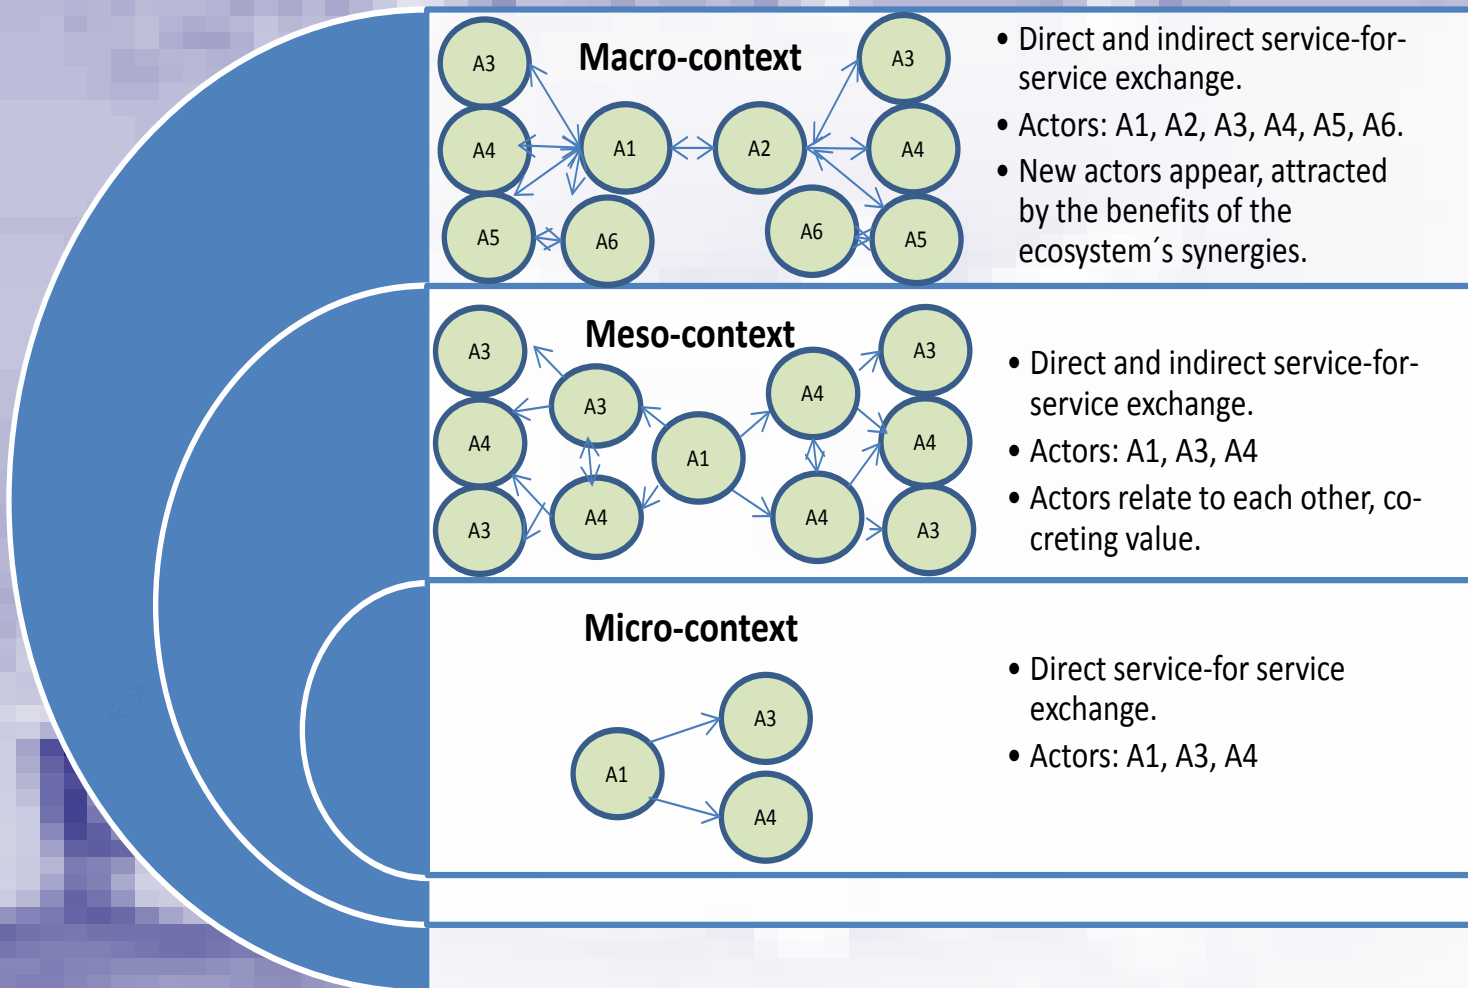 Macro-context
A3
A4
A5
A6
A1
A2
A3
A4
A6
A5
• Direct and indirect service-for-
service exchange.
• Actors: A1, A2, A3, A4, A5, A6.
• New actors appear, attracted
by the benefits of the
ecosystem´s synergies.
Meso-context
A3
A4
A3
A3
A4
A1
A4
A4
A3
A4
A3
• Direct and indirect service-for-
service exchange.
• Actors: A1, A3, A4
• Actors relate to each other, co-
creting value.
Micro-context
A1
A3
A4
• Direct service-for service
exchange.
• Actors: A1, A3, A4